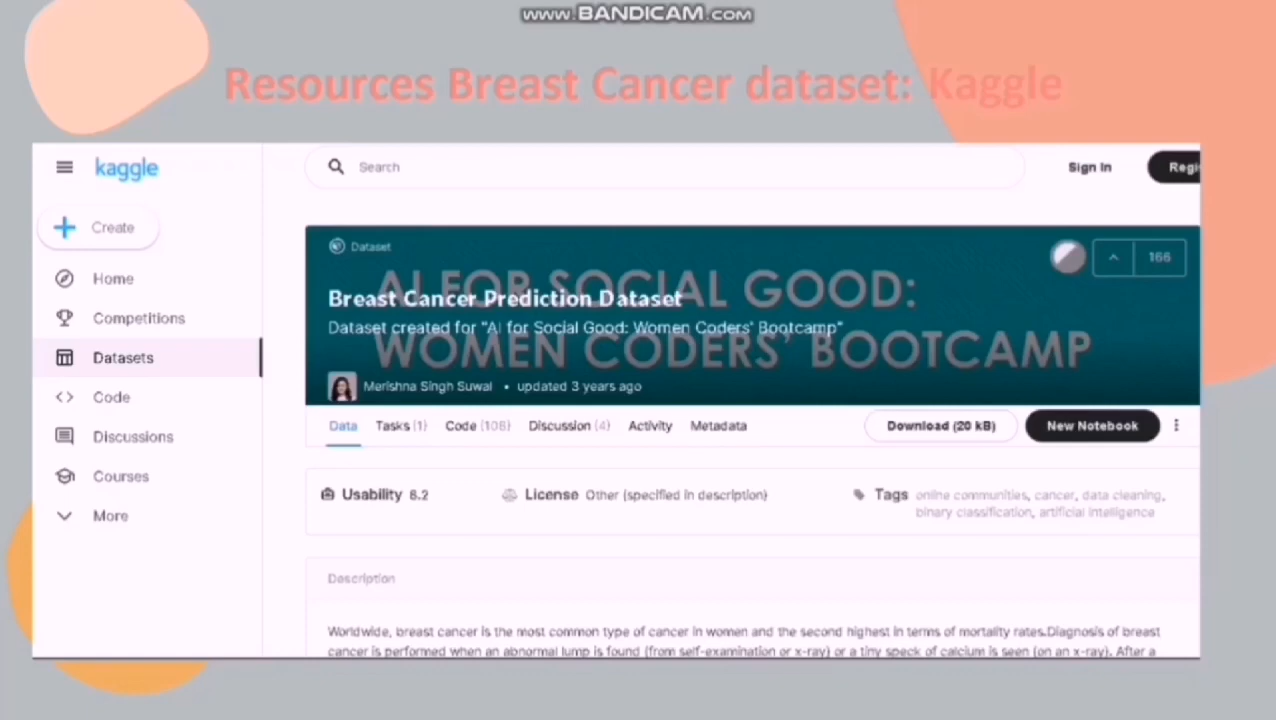 www.BANDICAM.com
Resources Breast Cancer dataset: Kaggle
kaggle
Search
Sign In
Regi
Create
Home
Competitions
Datasets
Code
Discussions
Courses
More
Dataset
166
AI FOR SOCIAL GOOD:
Breast Cancer Prediction Dataset
Dataset created for "AI for Social Good: Women Coders' Bootcamp"
WOMEN CODERS' BOOTCAMP
Merishna Singh Suwal • updated 3 years ago
Data Tasks (1) Code (108) Discussion (4) Activity Metadata Download (20 kB) New Notebook
Usability 8.2 License Other (specified in description) Tags online communities, cancer, data cleaning,
binary classification, artificial intelligence
Description
Worldwide, breast cancer is the most common type of cancer in women and the second highest in terms of mortality rates.Diagnosis of breast
cancer is performed when an abnormal lump is found (from self-examination or x-ray) or a tiny speck of calcium is seen (on an x-ray). After a